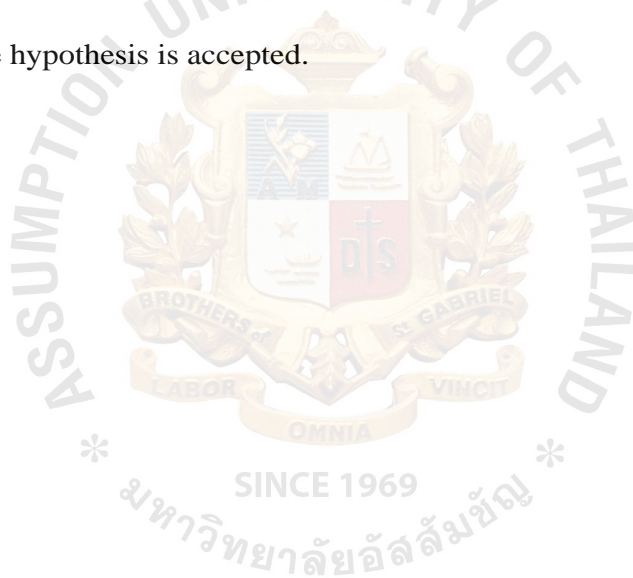 hypothesis is accepted.
ASSUMPTION UNIVERSITY OF THAILAND
A M
D S
BROTHERS of St GABRIEL
LABOR
OMNIA
VIHCIT
* SINCE 1969 *
มหาวิทยาลัยอัสสัมชัญ